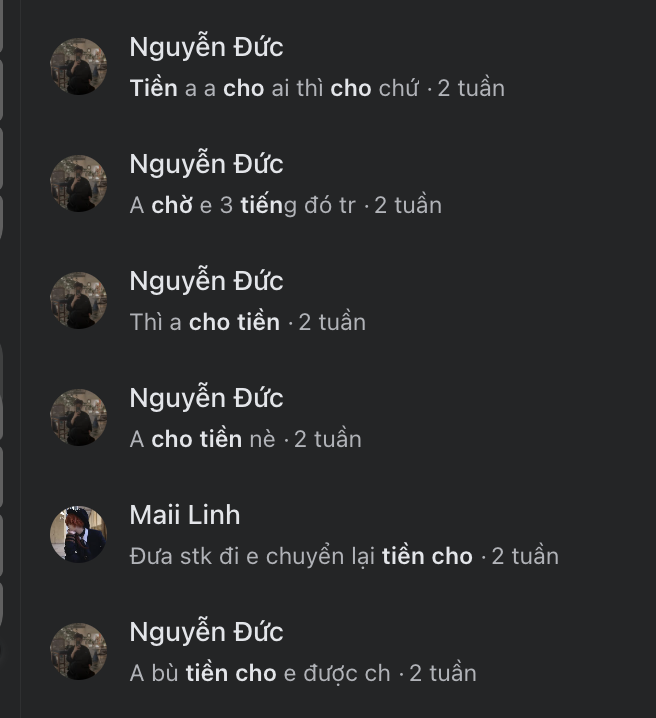 Nguyễn Đức
Tiền a a cho ai thì cho chứ · 2 tuần
Nguyễn Đức
A chờ e 3 tiếng đó tr · 2 tuần
Nguyễn Đức
Thì a cho tiền · 2 tuần
Nguyễn Đức
A cho tiền nè · 2 tuần
Maii Linh
Đưa stk đi e chuyển lại tiền cho · 2 tuần
Nguyễn Đức
A bù tiền cho e được ch · 2 tuần